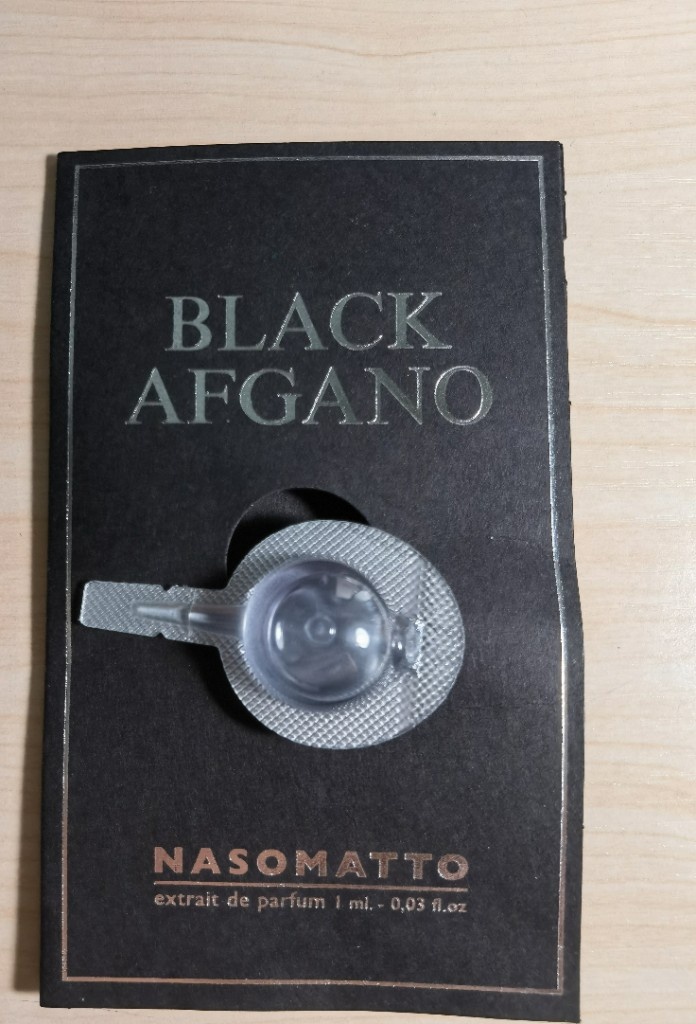 BLACK
AFGANO
NASOMATTO
extrait de parfum 1 ml. - 0,03 fl.oz